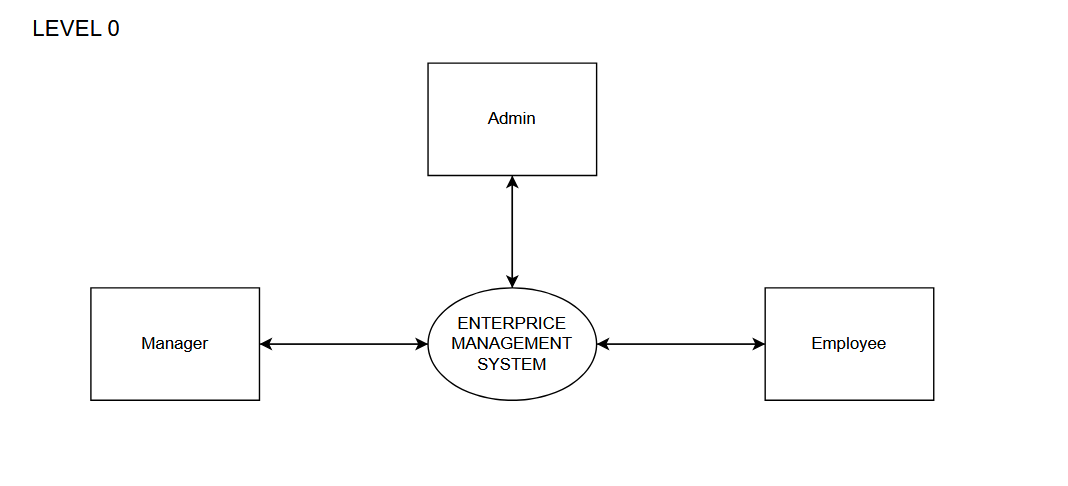 LEVEL 0
Admin
Manager
ENTERPRICE
MANAGEMENT
SYSTEM
Employee